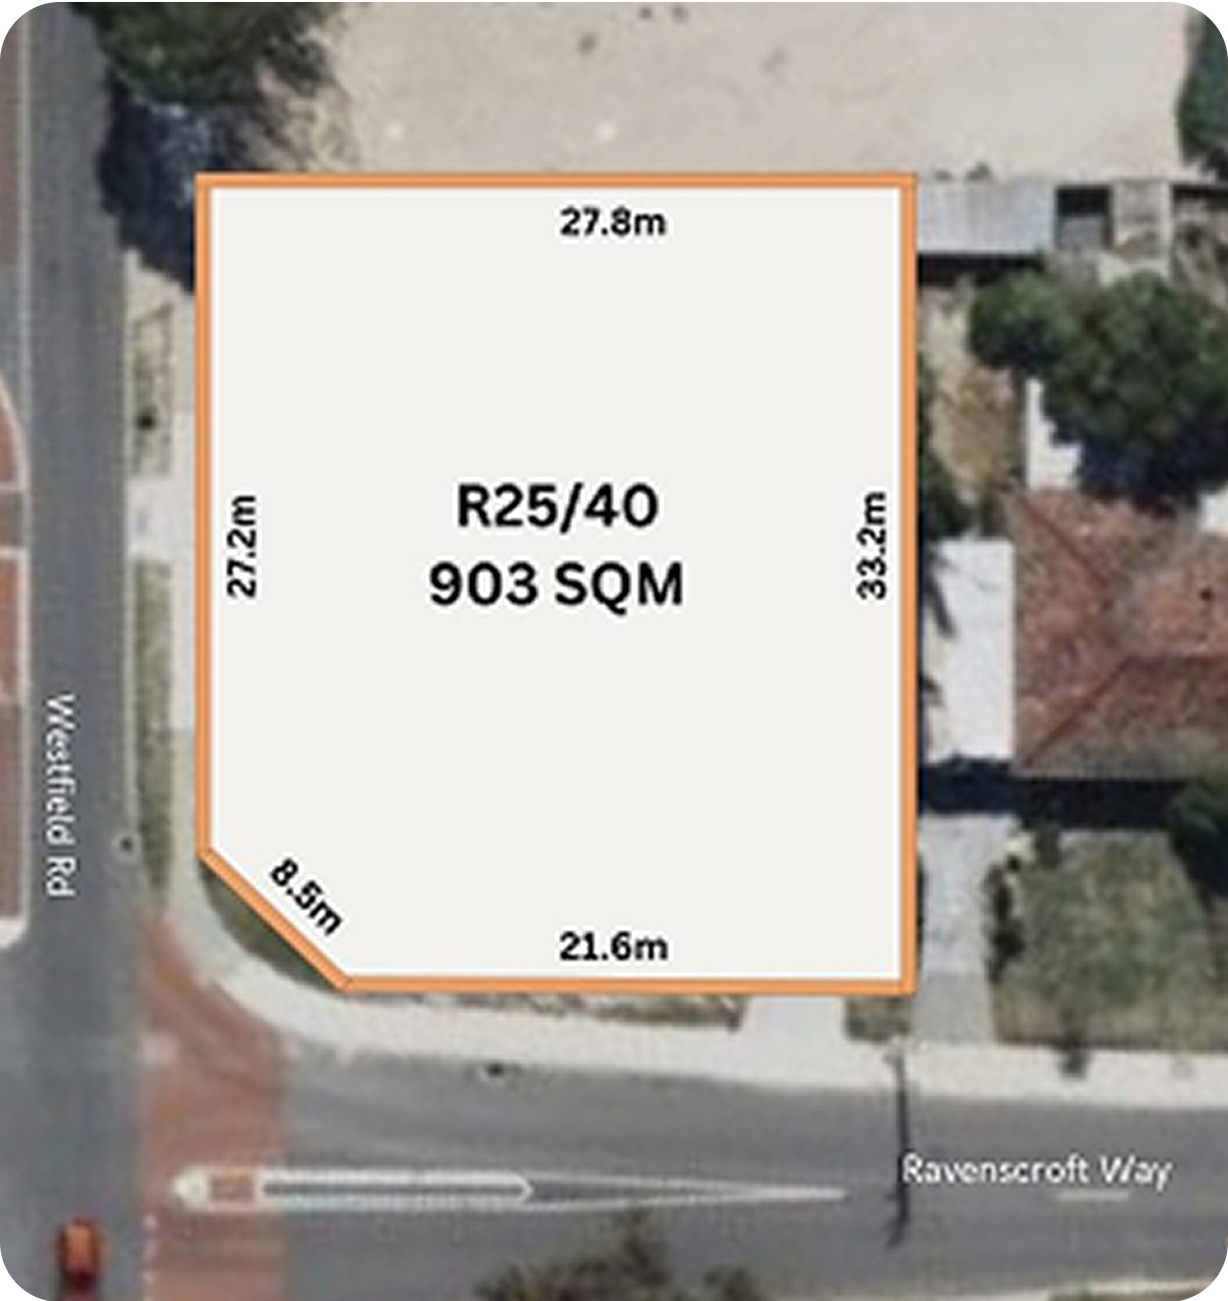 27.8m
R25/40
903 SQM
27.2m
33.2m
8.5m
21.6m
Westfield Rd
Ravenscroft Way